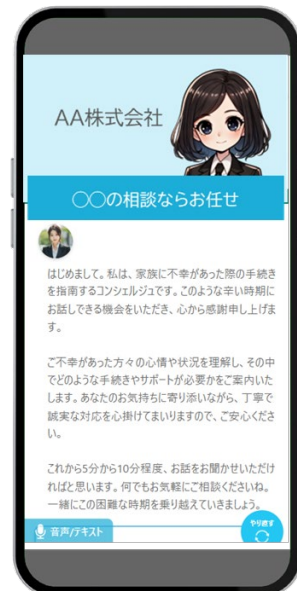 AA株式会社
○○の相談ならお任せ
はじめまして。私は、家族に不幸があった際の手続き
を指南するコンシェルジュです。このような辛い時期に
お話しできる機会をいただき、心から感謝申し上げま
す。
ご不幸があった方々の心情や状況を理解し、その中
でどのような手続きやサポートが必要かをご案内いた
します。あなたのお気持ちに寄り添いながら、丁寧で
誠実な対応を心掛けてまいりますので、ご安心くださ
い。
これから5分から10分程度、お話をお聞かせいただけ
ればと思います。何でもお気軽にご相談くださいね。
一緒にこの困難な時期を乗り越えていきましょう。
音声/テキスト
やり直す